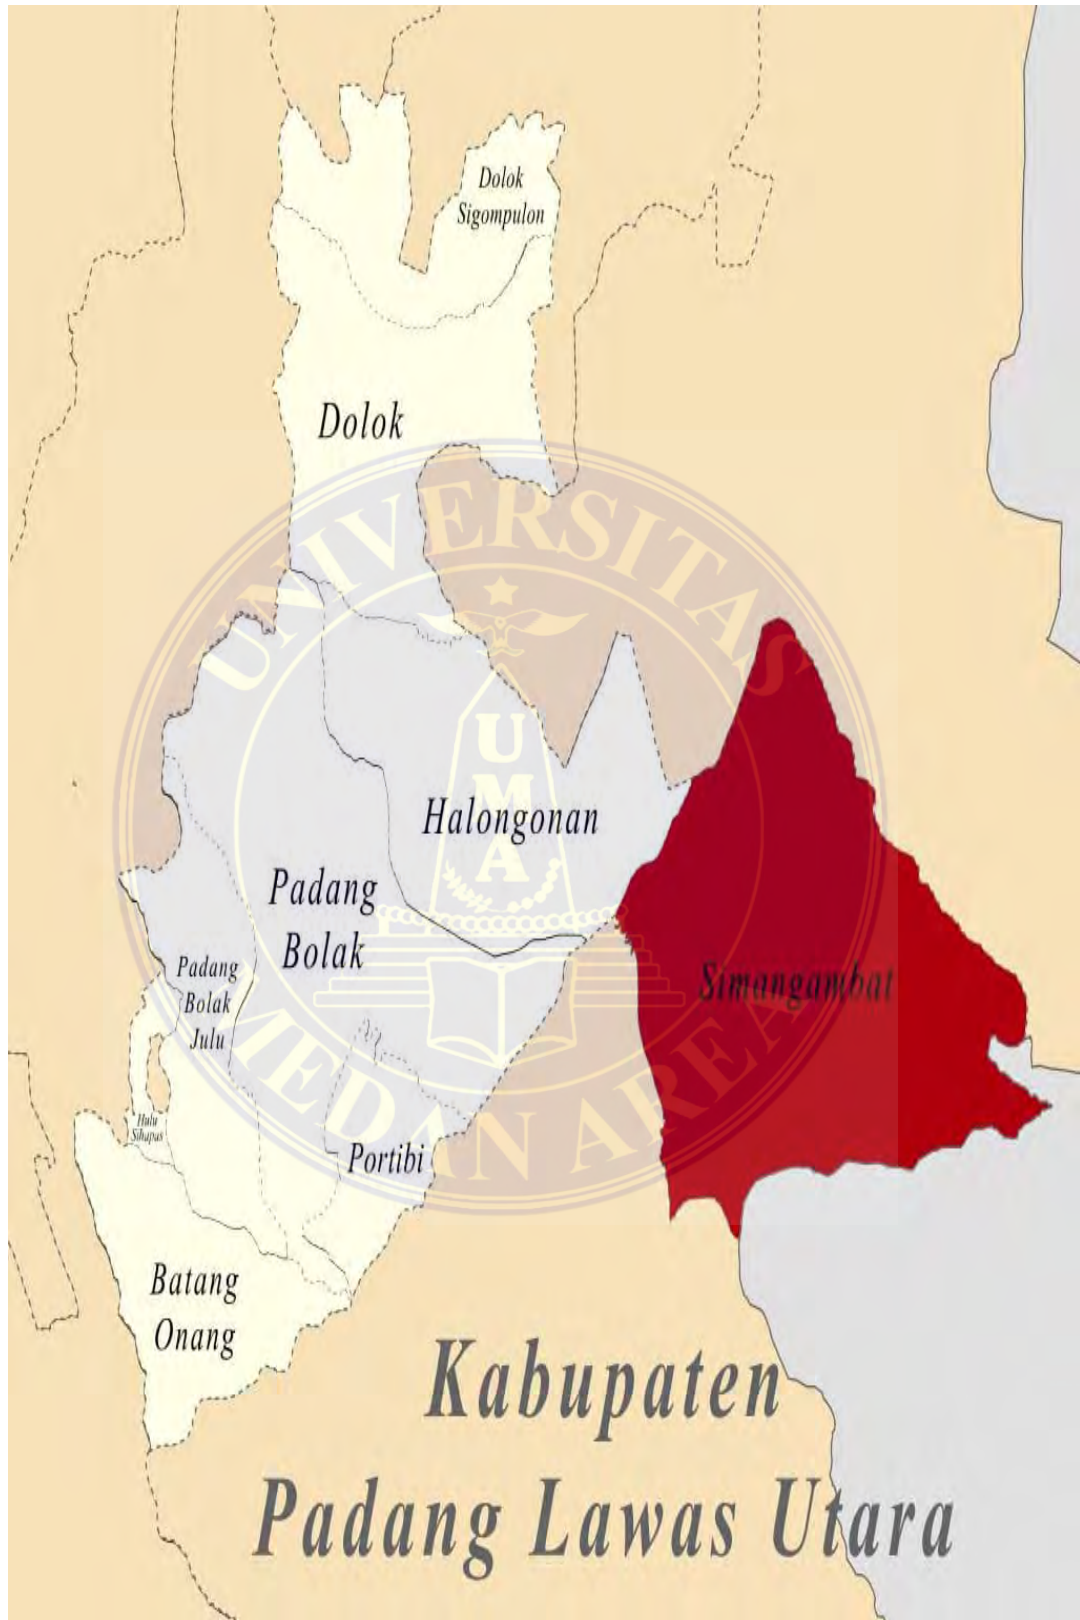 Dolok
Sigompulon
Dolok
UNIVERSITAS
UMA
Halongonan
Padang
Bolak
Simangambat
Padang
Bolak
Julu
MEDAN AREA
Hulu
Sihapas
Portibi
Batang
Onang
Kabupaten
Padang Lawas Utara